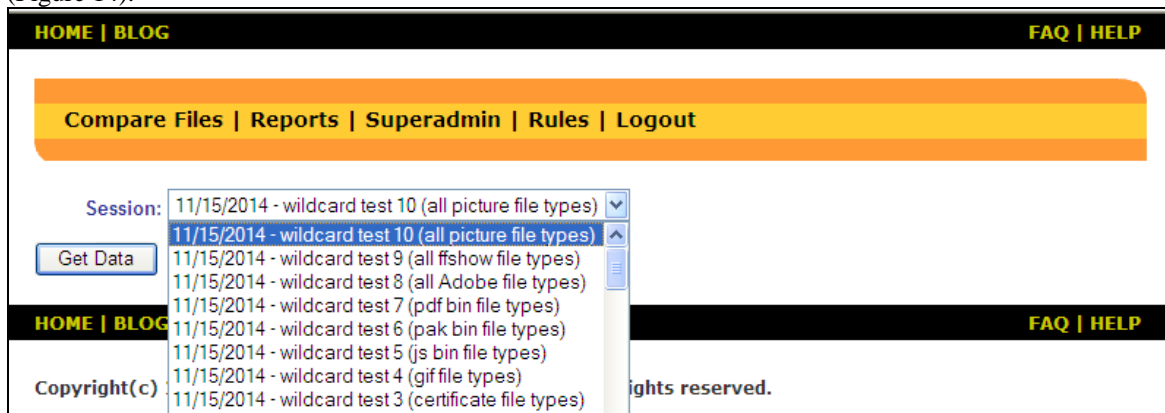 (Figure 14).
HOME | BLOG FAQ | HELP
Compare Files | Reports | Superadmin | Rules | Logout
Session: 11/15/2014 - wildcard test 10 (all picture file types)
11/15/2014 - wildcard test 10 (all picture file types)
Get Data 11/15/2014 - wildcard test 9 (all ffshow file types)
11/15/2014 - wildcard test 8 (all Adobe file types)
11/15/2014 - wildcard test 7 (pdf bin file types)
HOME | BLOG 11/15/2014 - wildcard test 6 (pak bin file types) FAQ | HELP
11/15/2014 - wildcard test 5 (js bin file types)
11/15/2014 - wildcard test 4 (gif file types)
Copyright(c) 11/15/2014 - wildcard test 3 (certificate file types) ights reserved.